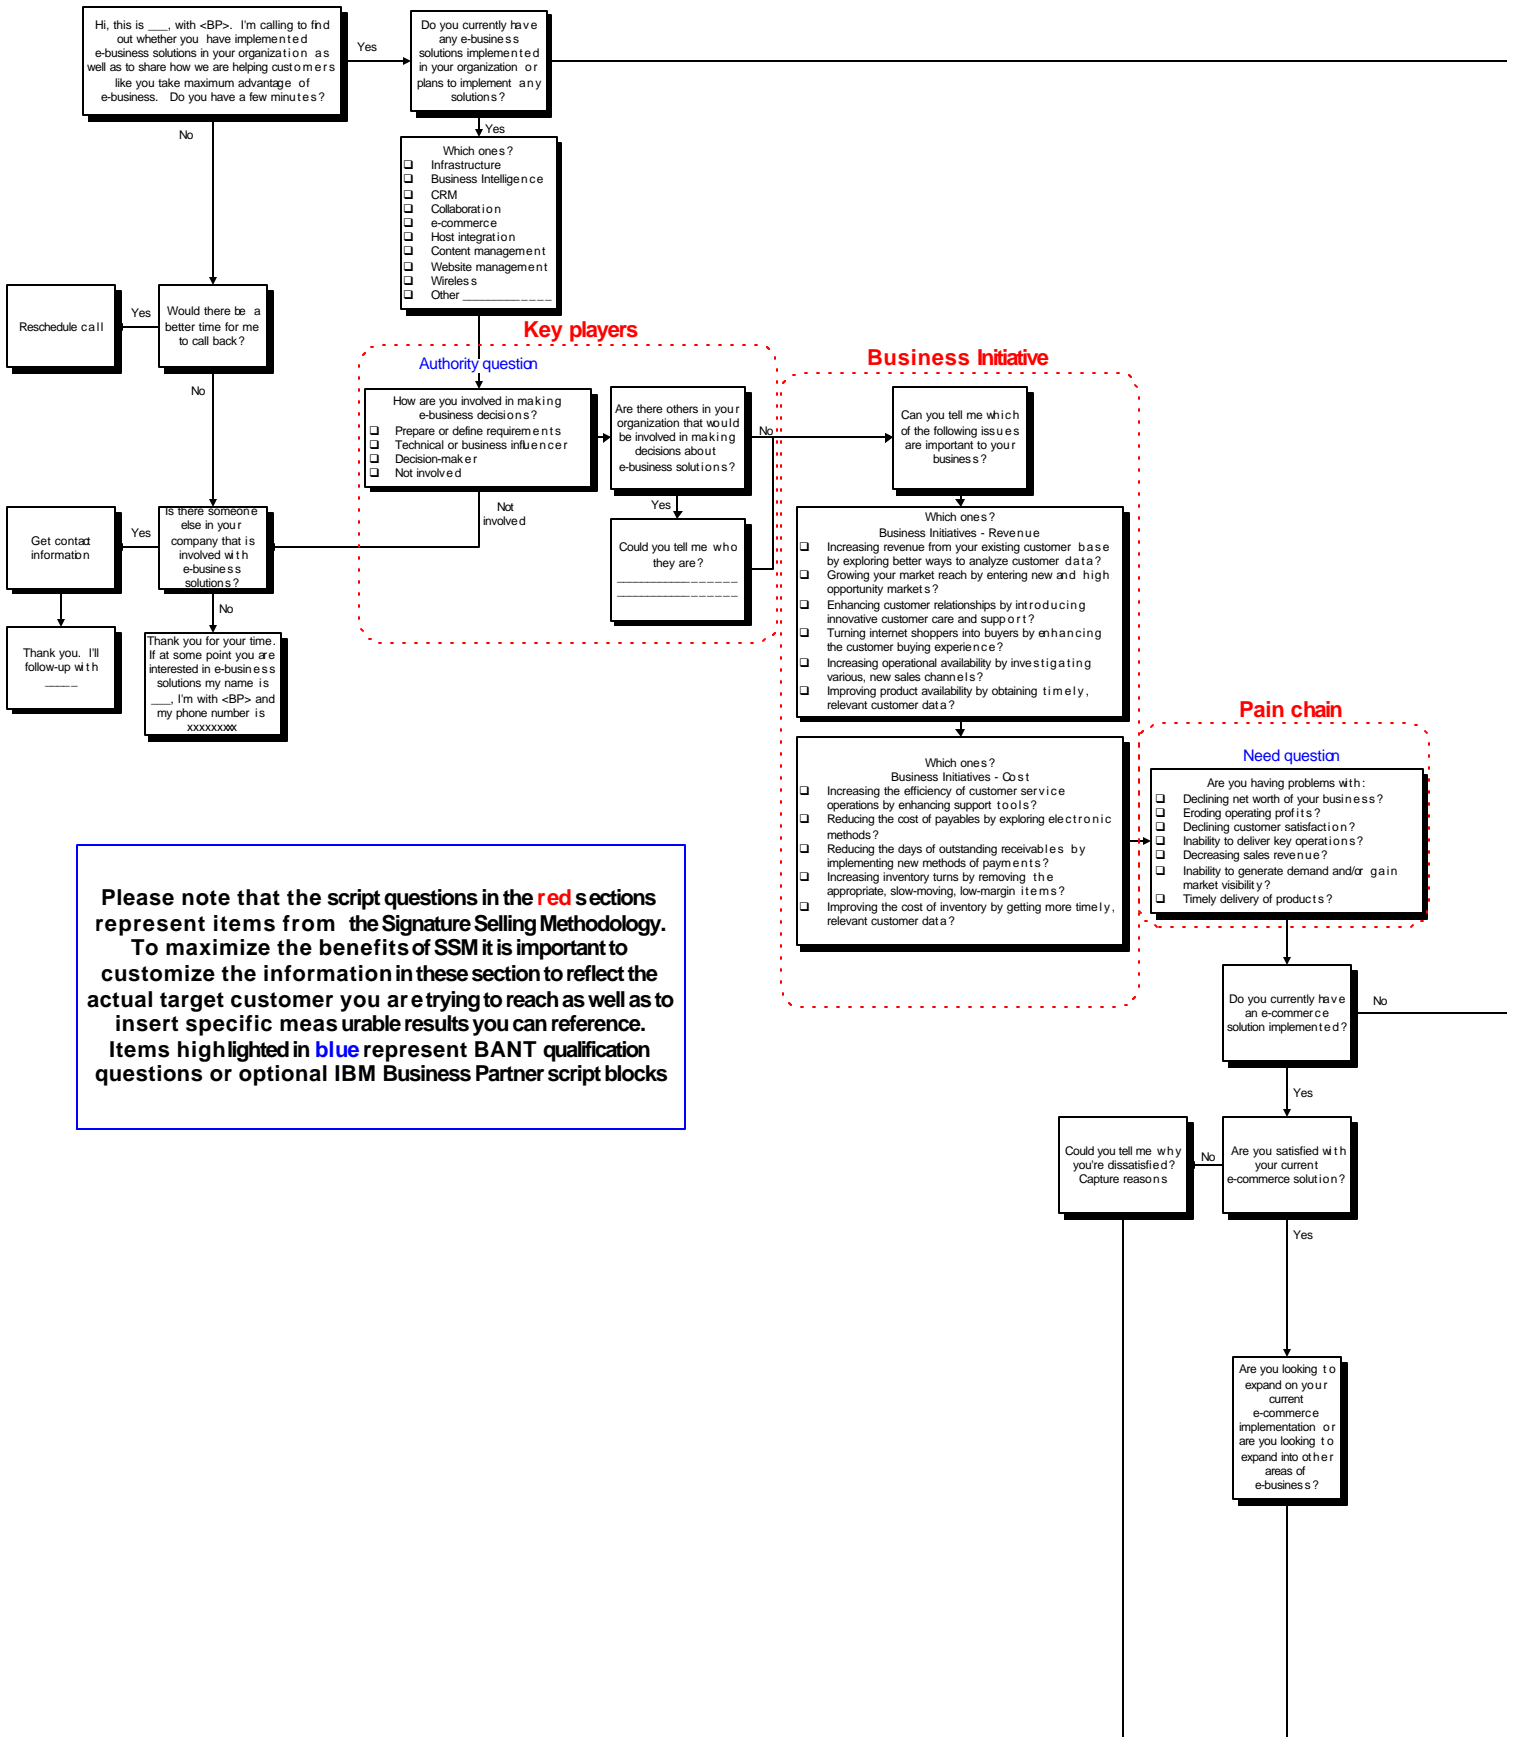 Hi, this is ___, with <BP>. I'm calling to find
out whether you have implemented
e-business solutions in your organization as
well as to share how we are helping customers
like you take maximum advantage of
e-business. Do you have a few minutes?
Yes
No
Do you currently have
any e-business
solutions implemented
in your organization or
plans to implement any
solutions?
Yes
Which ones?
❑ Infrastructure
❑ Business Intelligence
❑ CRM
❑ Collaboration
❑ e-commerce
❑ Host integration
❑ Content management
❑ Website management
❑ Wireless
❑ Other _____________
Reschedule call
Yes
Would there be a
better time for me
to call back?
No
Key players
Authority question
How are you involved in making
e-business decisions?
❑ Prepare or define requirements
❑ Technical or business influencer
❑ Decision-maker
❑ Not involved
Not
involved
Are there others in your
organization that would
be involved in making
decisions about
e-business solutions?
No
Yes
Could you tell me who
they are?
__________________
__________________
Get contact
information
Yes
Is there someone
else in your
company that is
involved with
e-business
solutions?
No
Thank you. I'll
follow-up with
_____
Thank you for your time.
If at some point you are
interested in e-business
solutions my name is
___, I'm with <BP> and
my phone number is
xxxxxxxxx
Business Initiative
Can you tell me which
of the following issues
are important to your
business?
Which ones?
Business Initiatives - Revenue
❑ Increasing revenue from your existing customer base
by exploring better ways to analyze customer data?
❑ Growing your market reach by entering new and high
opportunity markets?
❑ Enhancing customer relationships by introducing
innovative customer care and support?
❑ Turning internet shoppers into buyers by enhancing
the customer buying experience?
❑ Increasing operational availability by investigating
various, new sales channels?
❑ Improving product availability by obtaining timely,
relevant customer data?
Which ones?
Business Initiatives - Cost
❑ Increasing the efficiency of customer service
operations by enhancing support tools?
❑ Reducing the cost of payables by exploring electronic
methods?
❑ Reducing the days of outstanding receivables by
implementing new methods of payments?
❑ Increasing inventory turns by removing the
appropriate, slow-moving, low-margin items?
❑ Improving the cost of inventory by getting more timely,
relevant customer data?
Pain chain
Need question
Are you having problems with:
❑ Declining net worth of your business?
❑ Eroding operating profits?
❑ Declining customer satisfaction?
❑ Inability to deliver key operations?
❑ Decreasing sales revenue?
❑ Inability to generate demand and/or gain
market visibility?
❑ Timely delivery of products?
Please note that the script questions in the red sections
represent items from the Signature Selling Methodology.
To maximize the benefits of SSM it is important to
customize the information in these section to reflect the
actual target customer you are trying to reach as well as to
insert specific measurable results you can reference.
Items highlighted in blue represent BANT qualification
questions or optional IBM Business Partner script blocks
Do you currently have
an e-commerce
solution implemented?
No
Yes
Could you tell me why
you're dissatisfied?
Capture reasons
No
Are you satisfied with
your current
e-commerce solution?
Yes
Are you looking to
expand on your
current
e-commerce
implementation or
are you looking to
expand into other
areas of
e-business?